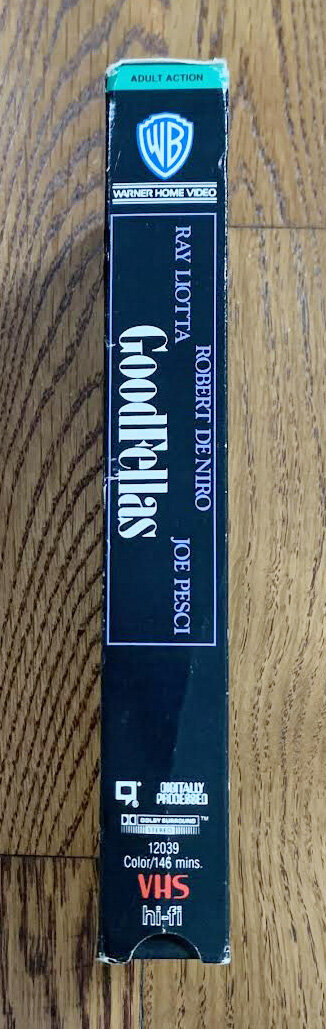 ADULT ACTION
WB
WARNER HOME VIDEO
RAY LIOTTA
ROBERT DE NIRO
JOE PESCI
GoodFellas
DIGITALLY
PROCESSED
DOLBY SURROUND ™
STEREO
12039
Color/146 mins.
VHS
hi-fi